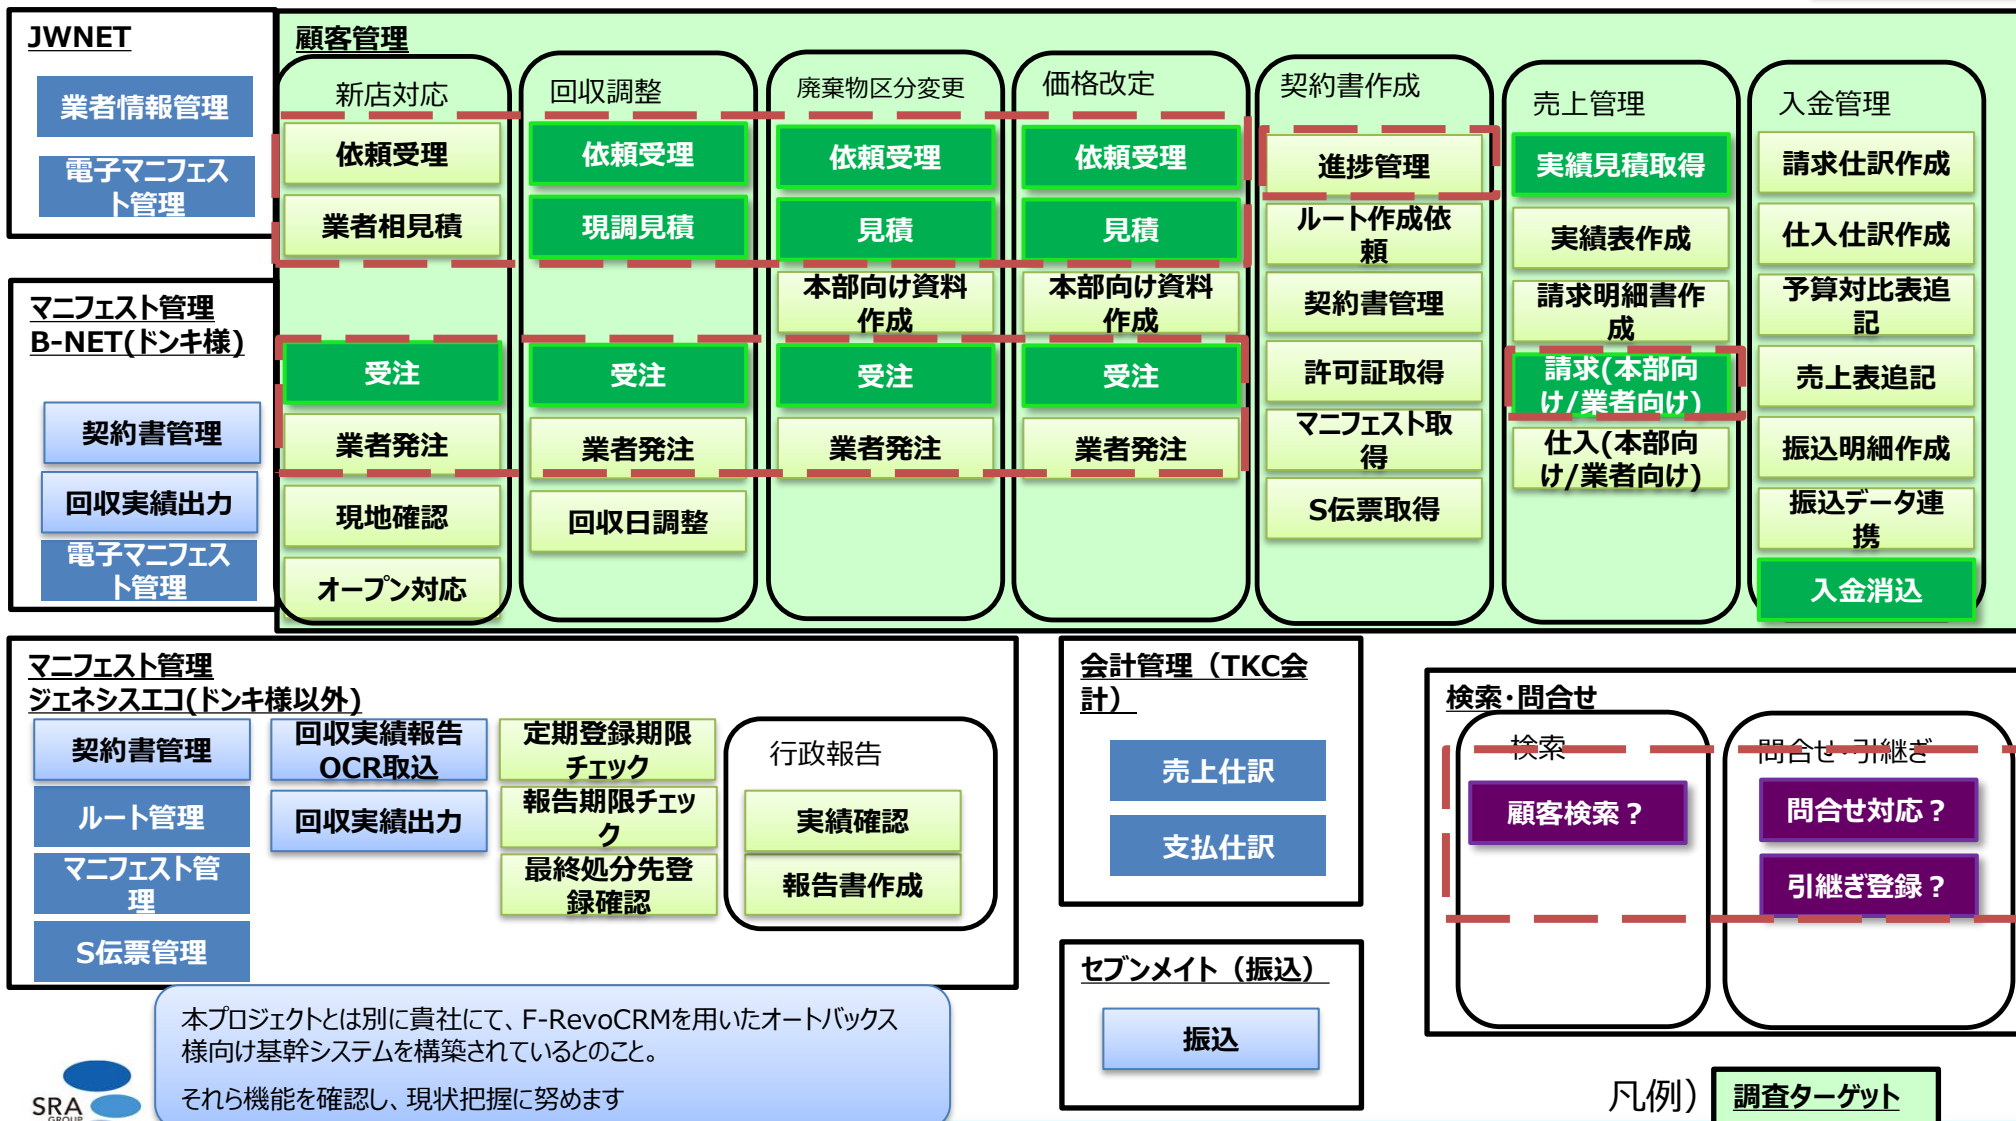 JWNET
業者情報管理
電子マニフェス
ト管理
マニフェスト管理
B-NET(ドンキ様)
契約書管理
回収実績出力
電子マニフェス
ト管理
顧客管理
新店対応
依頼受理
業者相見積
受注
業者発注
現地確認
オープン対応
回収調整
依頼受理
現調見積
受注
業者発注
回収日調整
廃棄物区分変更
依頼受理
見積
本部向け資料
作成
受注
業者発注
価格改定
依頼受理
見積
本部向け資料
作成
受注
業者発注
契約書作成
進捗管理
ルート作成依
頼
契約書管理
許可証取得
マニフェスト取
得
S伝票取得
売上管理
実績見積取得
実績表作成
請求明細書作
成
請求(本部向
け/業者向け)
仕入(本部向
け/業者向け)
入金管理
請求仕訳作成
仕入仕訳作成
予算対比表追
記
売上表追記
振込明細作成
振込データ連
携
入金消込
マニフェスト管理
ジェネシスエコ(ドンキ様以外)
契約書管理
ルート管理
マニフェスト管
理
S伝票管理
回収実績報告
OCR取込
回収実績出力
定期登録期限
チェック
報告期限チェッ
ク
最終処分先登
録確認
行政報告
実績確認
報告書作成
会計管理（TKC会
計）
売上仕訳
支払仕訳
セブンメイト（振込）
振込
検索・問合せ
検索
顧客検索？
問合せ・引継ぎ
問合せ対応？
引継ぎ登録？
本プロジェクトとは別に貴社にて、F-RevoCRMを用いたオートバックス
様向け基幹システムを構築されているとのこと。
それら機能を確認し、現状把握に努めます
SRA
GROUP
凡例）
調査ターゲット